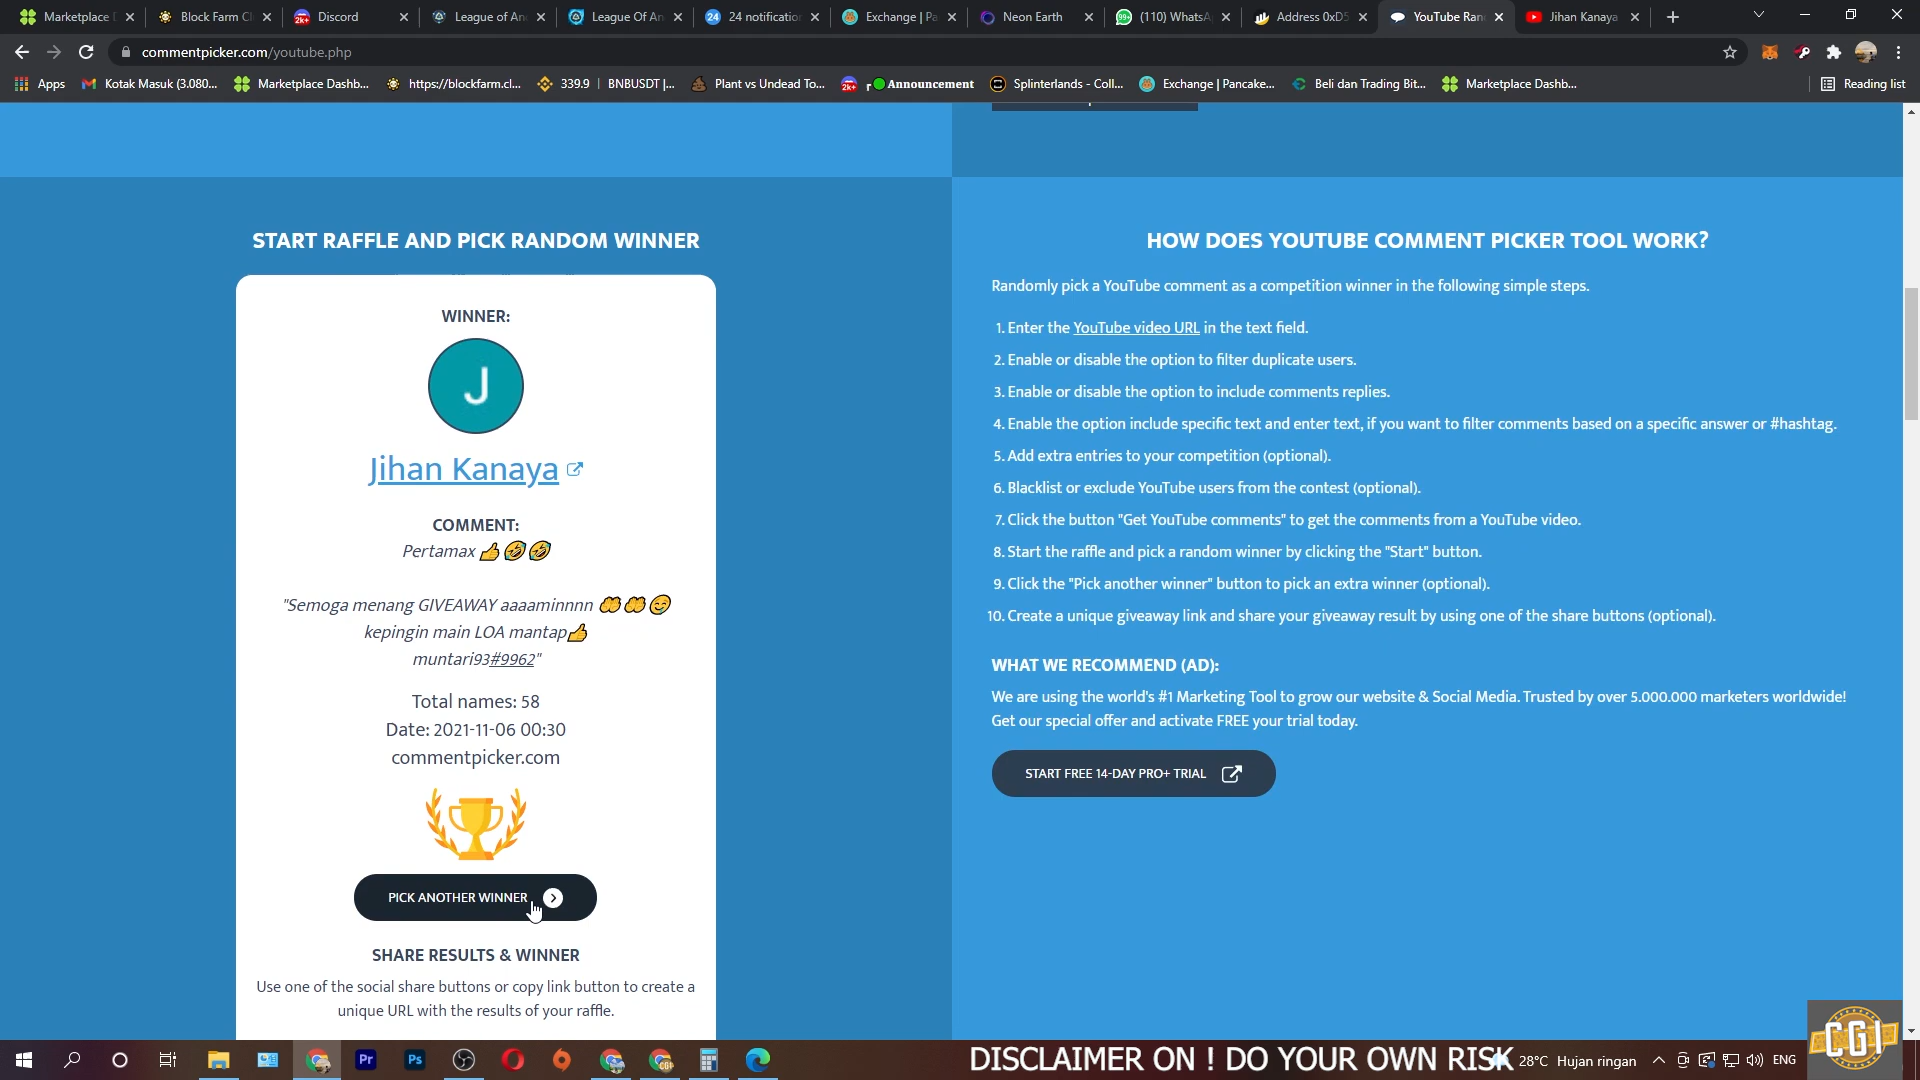 Marketplace D
Block Farm Cl
Discord
League of An
League Of An
24 notificatio
Exchange | Pa
Neon Earth
(110) WhatsA
Address 0xD5
YouTube Ran
Jihan Kanaya
commentpicker.com/youtube.php
Apps
Kotak Masuk (3.080...
Marketplace Dashb...
https://blockfarm.cl...
339.9 | BNBUSDT |...
Plant vs Undead To...
Announcement
Splinterlands - Coll...
Exchange | Pancake...
Beli dan Trading Bit...
Marketplace Dashb...
Reading list
START RAFFLE AND PICK RANDOM WINNER
WINNER:
J
Jihan Kanaya
COMMENT:
Pertamax 👍🤣🤣
"Semoga menang GIVEAWAY aaaaminnnn 🤲🤲😊
kepingin main LOA mantap👍
muntari93#9962"
Total names: 58
Date: 2021-11-06 00:30
commentpicker.com
PICK ANOTHER WINNER
SHARE RESULTS & WINNER
Use one of the social share buttons or copy link button to create a
unique URL with the results of your raffle.
HOW DOES YOUTUBE COMMENT PICKER TOOL WORK?
Randomly pick a YouTube comment as a competition winner in the following simple steps.
1. Enter the YouTube video URL in the text field.
2. Enable or disable the option to filter duplicate users.
3. Enable or disable the option to include comments replies.
4. Enable the option include specific text and enter text, if you want to filter comments based on a specific answer or #hashtag.
5. Add extra entries to your competition (optional).
6. Blacklist or exclude YouTube users from the contest (optional).
7. Click the button "Get YouTube comments" to get the comments from a YouTube video.
8. Start the raffle and pick a random winner by clicking the "Start" button.
9. Click the "Pick another winner" button to pick an extra winner (optional).
10. Create a unique giveaway link and share your giveaway result by using one of the share buttons (optional).
WHAT WE RECOMMEND (AD):
We are using the world's #1 Marketing Tool to grow our website & Social Media. Trusted by over 5.000.000 marketers worldwide!
Get our special offer and activate FREE your trial today.
START FREE 14-DAY PRO+ TRIAL
Pr
Ps
DISCLAIMER ON ! DO YOUR OWN RISK
28°C Hujan ringan
ENG
CGI